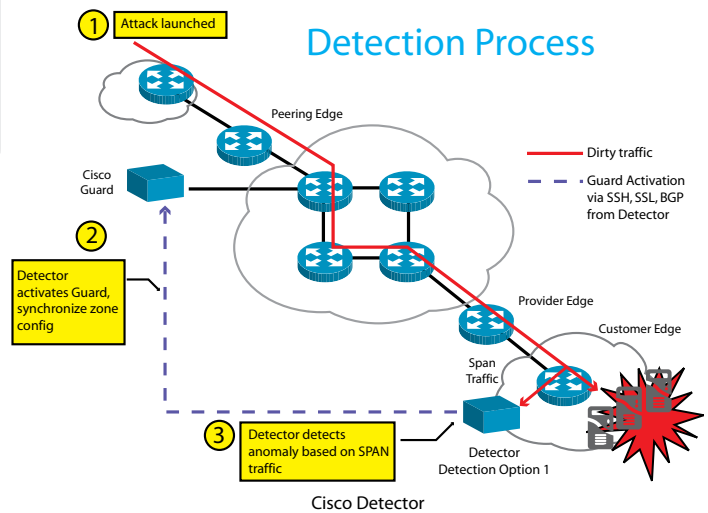 Detection Process
1
Attack launched
Peering Edge
Cisco
Guard
Dirty traffic
Guard Activation
via SSH, SSL, BGP
from Detector
2
Detector
activates Guard,
synchronize zone
config
Provider Edge
Customer Edge
Span
Traffic
3
Detector detects
anomaly based on SPAN
traffic
Detector
Detection Option 1
Cisco Detector